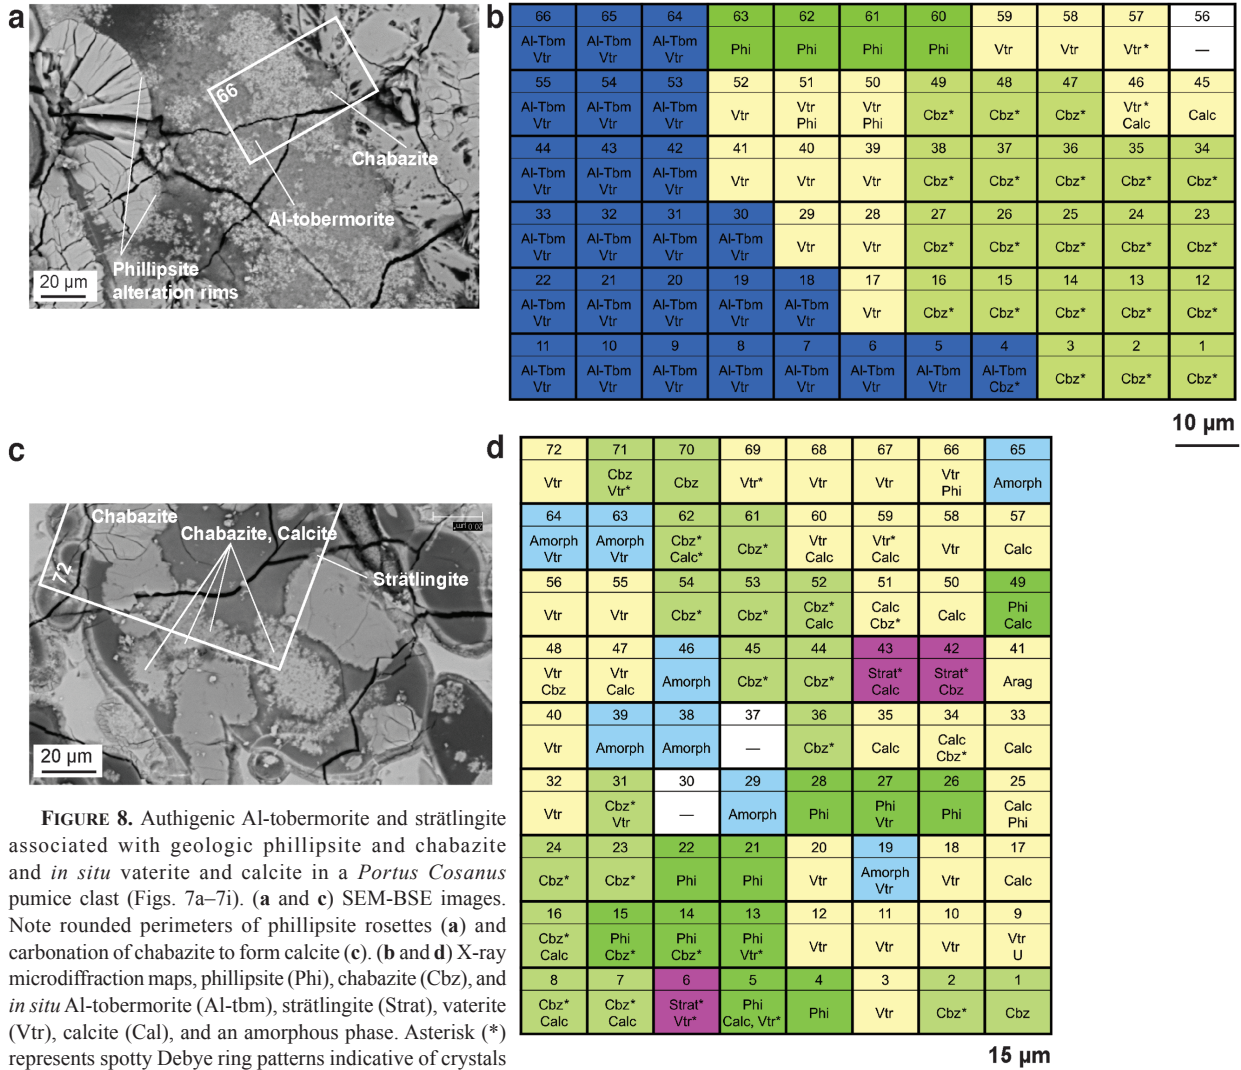 a
66
Chabazite
Al-tobermorite
Phillipsite
alteration rims
20 µm
b
66 65 64 63 62 61 60 59 58 57 56
Al-Tbm Al-Tbm Al-Tbm Phi Phi Phi Phi Vtr Vtr Vtr* —
Vtr Vtr Vtr
55 54 53 52 51 50 49 48 47 46 45
Al-Tbm Al-Tbm Al-Tbm Vtr Vtr Vtr Cbz* Cbz* Cbz* Vtr* Calc
Vtr Vtr Vtr Phi Phi Calc
44 43 42 41 40 39 38 37 36 35 34
Al-Tbm Al-Tbm Al-Tbm Vtr Vtr Vtr Cbz* Cbz* Cbz* Cbz* Cbz*
Vtr Vtr Vtr
33 32 31 30 29 28 27 26 25 24 23
Al-Tbm Al-Tbm Al-Tbm Al-Tbm Vtr Vtr Cbz* Cbz* Cbz* Cbz* Cbz*
Vtr Vtr Vtr Vtr
22 21 20 19 18 17 16 15 14 13 12
Al-Tbm Al-Tbm Al-Tbm Al-Tbm Al-Tbm Vtr Cbz* Cbz* Cbz* Cbz* Cbz*
Vtr Vtr Vtr Vtr Vtr
11 10 9 8 7 6 5 4 3 2 1
Al-Tbm Al-Tbm Al-Tbm Al-Tbm Al-Tbm Al-Tbm Al-Tbm Al-Tbm Cbz* Cbz* Cbz*
Vtr Vtr Vtr Vtr Vtr Vtr Vtr Cbz*
10 µm
c
Chabazite
Chabazite, Calcite
72
Strätlingite
20 µm
d
72 71 70 69 68 67 66 65
Vtr Cbz Cbz Vtr* Vtr Vtr Vtr Amorph
Vtr* Phi
64 63 62 61 60 59 58 57
Amorph Amorph Cbz* Cbz* Vtr Vtr* Vtr Calc
Vtr Vtr Calc* Calc Calc
56 55 54 53 52 51 50 49
Vtr Vtr Cbz* Cbz* Cbz* Calc Calc Phi
Calc Cbz* Calc
48 47 46 45 44 43 42 41
Vtr Vtr Amorph Cbz* Cbz* Strat* Strat* Arag
Cbz Calc Calc Cbz
40 39 38 37 36 35 34 33
Vtr Amorph Amorph — Cbz* Calc Calc Calc
Cbz*
32 31 30 29 28 27 26 25
Vtr Cbz* — Amorph Phi Phi Phi Calc
Vtr Vtr Phi
24 23 22 21 20 19 18 17
Cbz* Cbz* Phi Phi Vtr Amorph Vtr Calc
Vtr
16 15 14 13 12 11 10 9
Cbz* Phi Phi Phi Vtr Vtr Vtr Vtr
Calc Cbz* Cbz* Vtr* U
8 7 6 5 4 3 2 1
Cbz* Cbz* Strat* Phi Phi Vtr Cbz* Cbz
Calc Calc Vtr* Calc, Vtr*
15 µm
FIGURE 8. Authigenic Al-tobermorite and strätlingite
associated with geologic phillipsite and chabazite
and in situ vaterite and calcite in a Portus Cosanus
pumice clast (Figs. 7a–7i). (a and c) SEM-BSE images.
Note rounded perimeters of phillipsite rosettes (a) and
carbonation of chabazite to form calcite (c). (b and d) X-ray
microdiffraction maps, phillipsite (Phi), chabazite (Cbz), and
in situ Al-tobermorite (Al-tbm), strätlingite (Strat), vaterite
(Vtr), calcite (Cal), and an amorphous phase. Asterisk (*)
represents spotty Debye ring patterns indicative of crystals